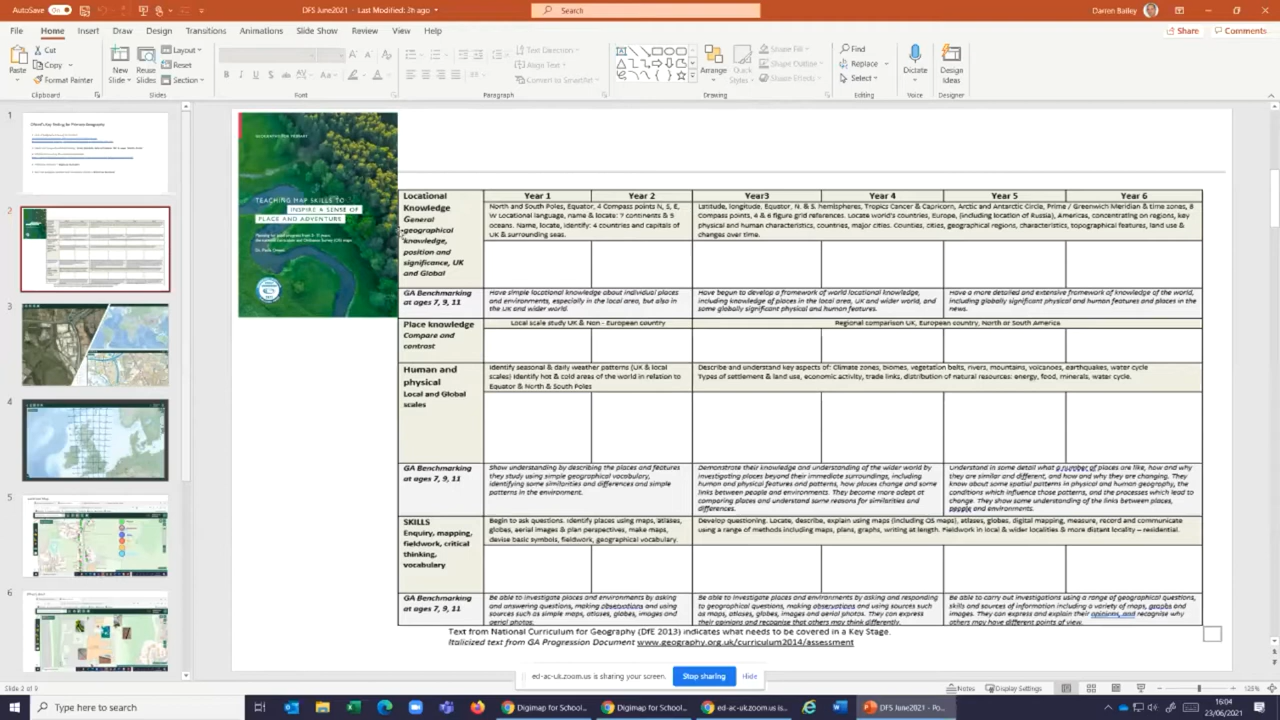 AutoSave On
DFS June2021 - Last Modified: 3h ago
Search
Darren Bailey
File Home Insert Draw Design Transitions Animations Slide Show Review View Help
Share Comments
Paste
Cut
Copy
Format Painter
Clipboard
New Slide
Reuse Slides
Layout
Reset
Section
Slides
Font
Text Direction
Align Text
Convert to SmartArt
Paragraph
Arrange
Quick Styles
Shape Fill
Shape Outline
Shape Effects
Drawing
Find
Replace
Select
Editing
Dictate
Voice
Design Ideas
Designer
1
4
5
6
TEACHING MAP SKILLS TO
INSPIRE A SENSE OF
PLACE AND ADVENTURE
Locational Knowledge
General geographical knowledge, position and significance, UK and Global
Year 1 Year 2 Year3 Year 4 Year 5 Year 6
North and South Poles, Equator, 4 Compass points N, S, E,
W Locational language, name & locate: 7 continents & 5
oceans. Name, locate, identify: 4 countries and capitals of
UK & surrounding seas.
Latitude, longitude, Equator, N. & S. hemispheres, Tropics Cancer & Capricorn, Arctic and Antarctic Circle, Prime / Greenwich Meridian & time zones, 8
Compass points, 4 & 6 figure grid references. Locate world's countries, Europe, (including location of Russia), Americas, concentrating on regions, key
physical and human characteristics, countries, major cities. Counties, cities, geographical regions, characteristics, topographical features, land use &
changes over time.
GA Benchmarking
at ages 7, 9, 11
Have simple locational knowledge about individual places
and environments, especially in the local area, but also in
the UK and wider world.
Have begun to develop a framework of world locational knowledge,
including knowledge of places in the local area, UK and wider world, and
some globally significant physical and human features.
Have a more detailed and extensive framework of knowledge of the world,
including globally significant physical and human features and places in the
news.
Place knowledge
Compare and
contrast
Local scale study UK & Non - European country
Regional comparison UK, European country, North or South America
Human and
physical
Local and Global
scales
Identify seasonal & daily weather patterns (UK & local
scales) Identify hot & cold areas of the world in relation to
Equator & North & South Poles
Describe and understand key aspects of: Climate zones, biomes, vegetation belts, rivers, mountains, volcanoes, earthquakes, water cycle
Types of settlement & land use, economic activity, trade links, distribution of natural resources: energy, food, minerals, water cycle.
GA Benchmarking
at ages 7, 9, 11
Show understanding by describing the places and features
they study using simple geographical vocabulary,
identifying some similarities and differences and simple
patterns in the environment.
Demonstrate their knowledge and understanding of the wider world by
investigating places beyond their immediate surroundings, including
human and physical features and patterns, how places change and some
links between people and environments. They become more adept at
comparing places and understand some reasons for similarities and
differences.
Understand in some detail what a number of places are like, how and why
they are similar and different, and how and why they are changing. They
know about some spatial patterns in physical and human geography, the
conditions which influence those patterns, and the processes which lead to
change. They show some understanding of the links between places,
people and environments.
SKILLS
Enquiry, mapping,
fieldwork, critical
thinking,
vocabulary
Begin to ask questions. Identify places using maps, atlases,
globes, aerial images & plan perspectives, make maps,
devise basic symbols, fieldwork, geographical vocabulary.
Develop questioning. Locate, describe, explain using maps (including OS maps), atlases, globes, digital mapping, measure, record and communicate
using a range of methods including maps, plans, graphs, writing at length. Fieldwork in local & wider localities & more distant locality – residential.
GA Benchmarking
at ages 7, 9, 11
Be able to investigate places and environments by asking
and answering questions, making observations and using
sources such as simple maps, atlases, globes, images and
aerial photos.
Be able to investigate places and environments by asking and responding
to geographical questions, making observations and using sources such
as maps, atlases, globes, images and aerial photos. They can express
their opinions and recognise that others may think differently.
Be able to carry out investigations using a range of geographical questions,
skills and sources of information including a variety of maps, graphs and
images. They can express and explain their opinions, and recognise why
others may have different points of view.
Text from National Curriculum for Geography (DfE 2013) indicates what needs to be covered in a Key Stage.
Italicized text from GA Progression Document www.geography.org.uk/curriculum2014/assessment
ed-ac-uk.zoom.us is sharing your screen. Stop sharing Hide
Slide 2 of 9
Notes Display Settings 125%
Type here to search
Digimap for School... Digimap for School... ed-ac-uk.zoom.us is... DFS June2021 - Po...
16:04
23/06/2021